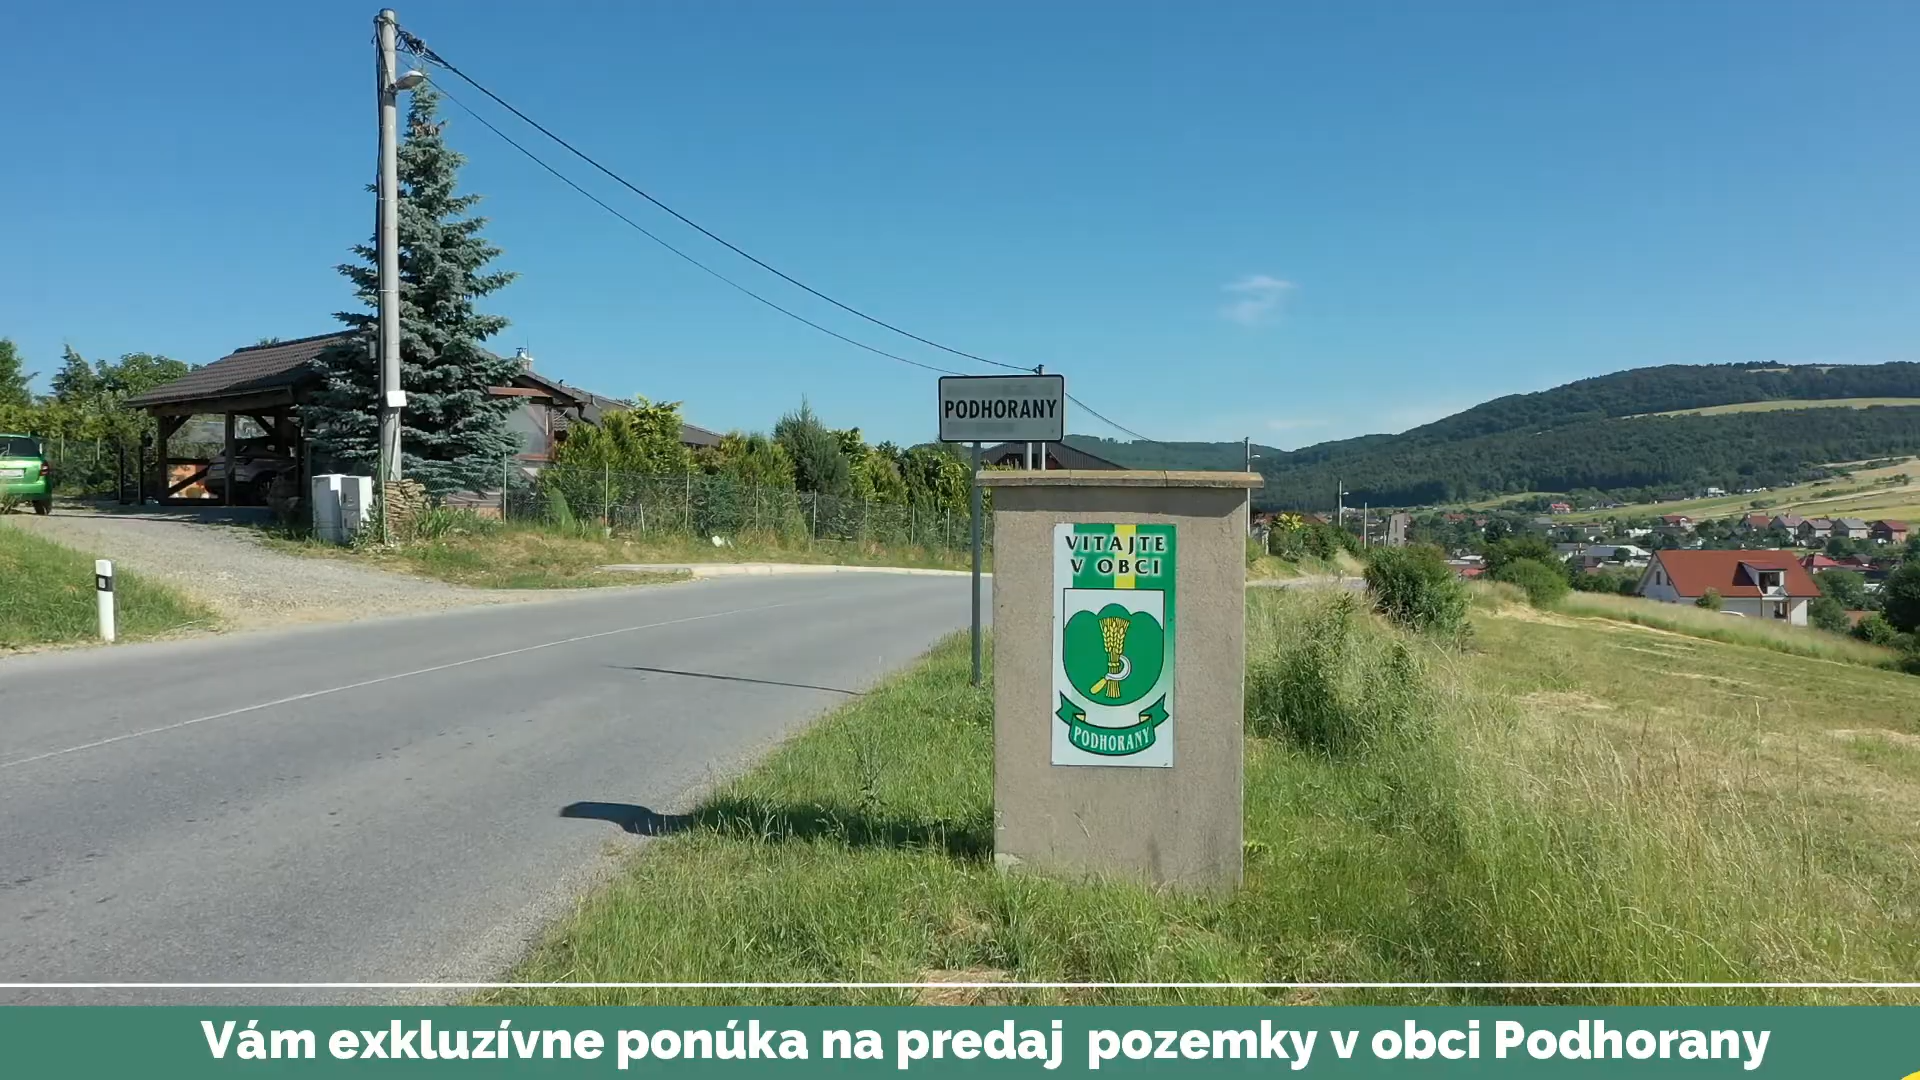 PODHORANY
VITAJTE
V OBCI
PODHORANY
Vám exkluzívne ponúka na predaj  pozemky v obci Podhorany